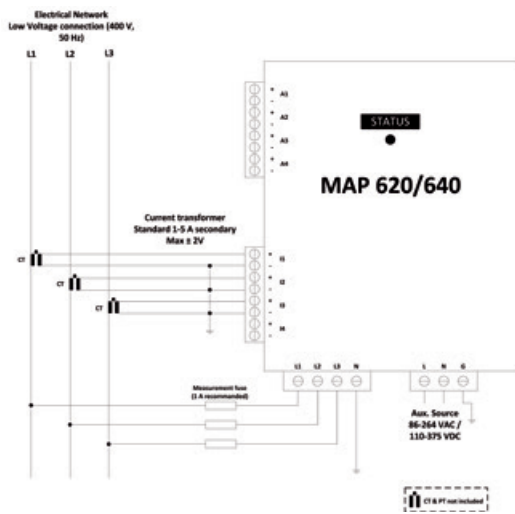 Electrical Network
Low Voltage connection (400 V,
50 Hz)
L1 L2 L3
+ A1
-
+ A2
-
+ A3
-
+ A4
-
STATUS
MAP 620/640
Current transformer
Standard 1-5 A secondary
Max ± 2V
CT
CT
CT
+ I1
-
+ I2
-
+ I3
-
+ I4
-
L1 L2 L3 N
L N G
Measurement fuse
(1 A recommanded)
Aux. Source
86-264 VAC /
110-375 VDC
CT & PT not included